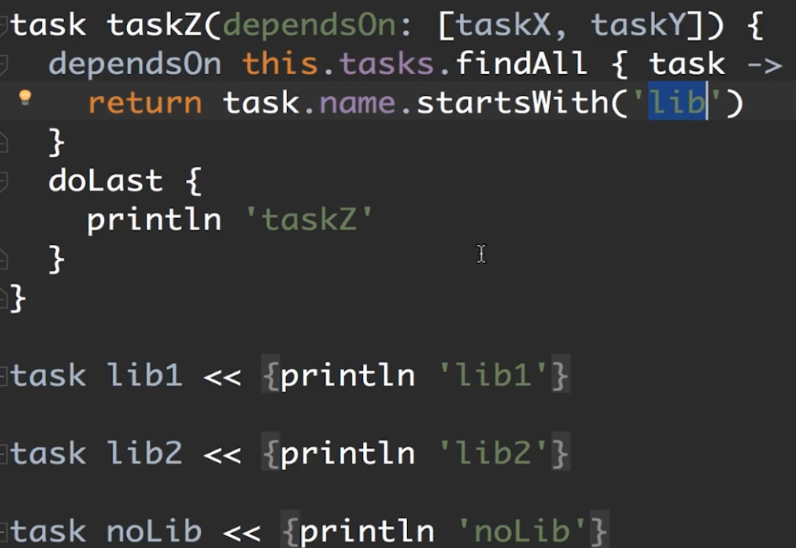 task taskZ(dependsOn: [taskX, taskY]) {
  dependsOn this.tasks.findAll { task ->
    return task.name.startsWith('lib')
  }
  doLast {
    println 'taskZ'
  }
}
task lib1 << {println 'lib1'}
task lib2 << {println 'lib2'}
task noLib << {println 'noLib'}